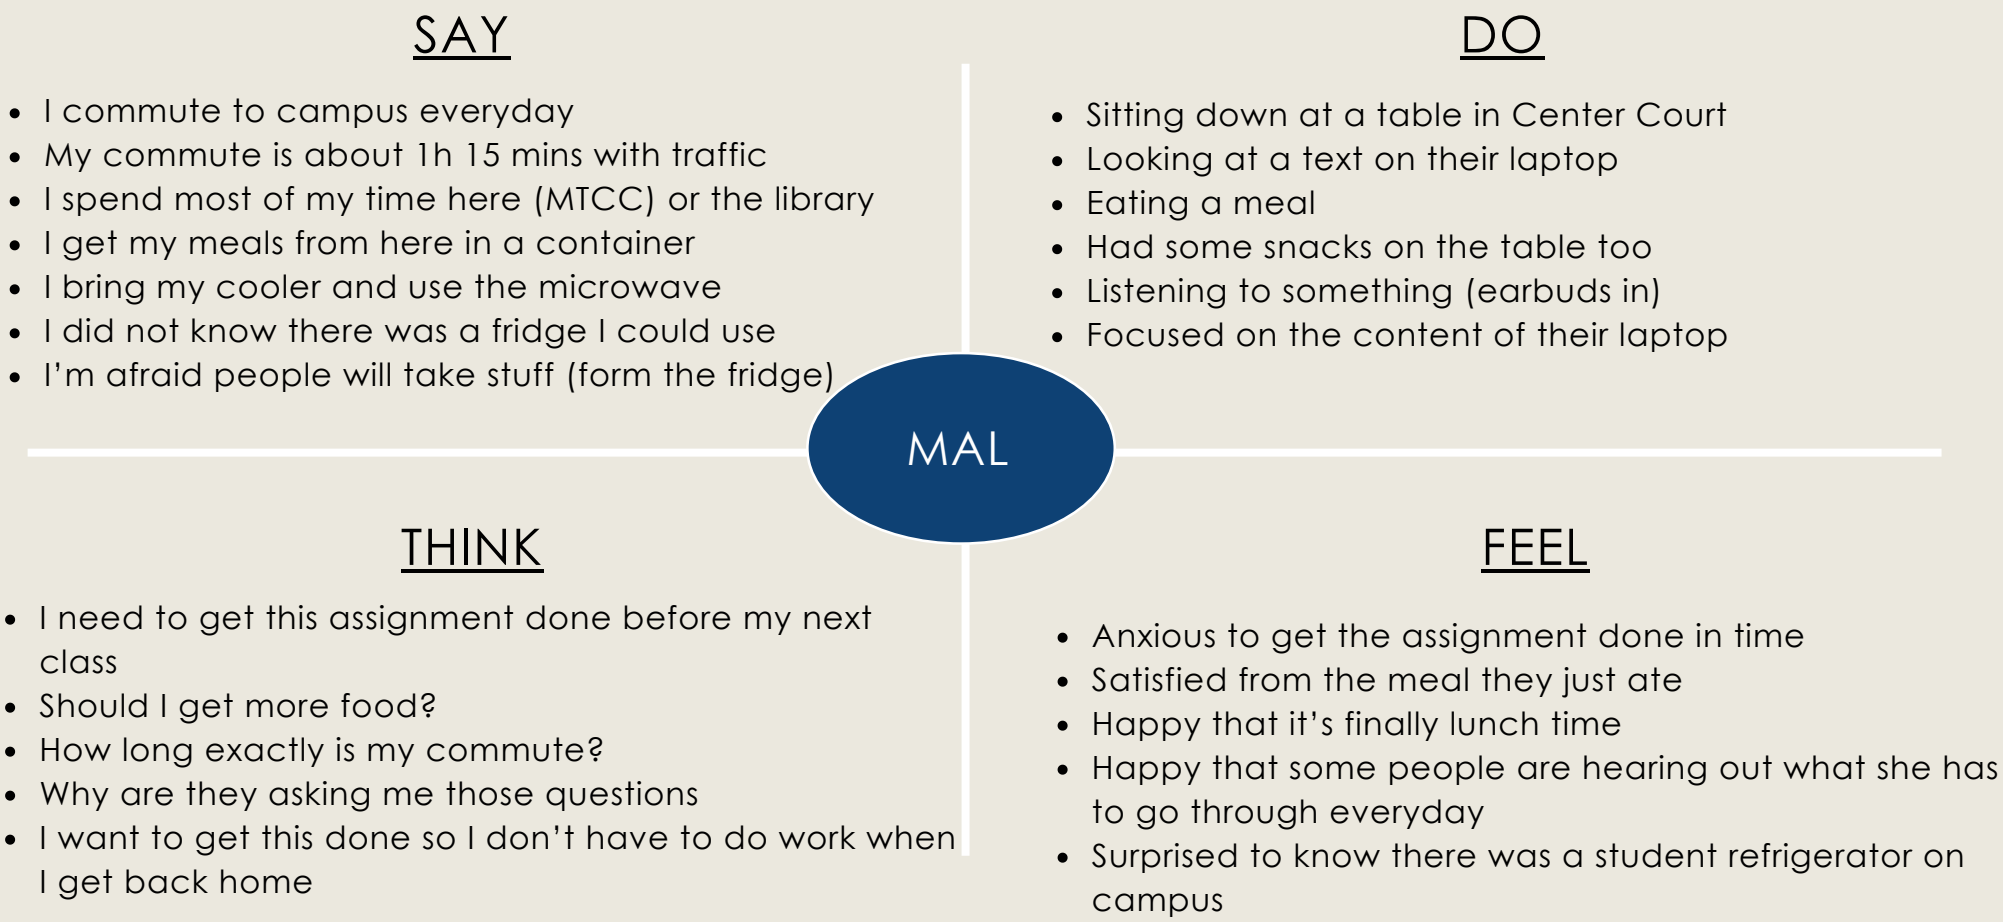 SAY
• I commute to campus everyday
• My commute is about 1h 15 mins with traffic
• I spend most of my time here (MTCC) or the library
• I get my meals from here in a container
• I bring my cooler and use the microwave
• I did not know there was a fridge I could use
• I'm afraid people will take stuff (form the fridge)
DO
• Sitting down at a table in Center Court
• Looking at a text on their laptop
• Eating a meal
• Had some snacks on the table too
• Listening to something (earbuds in)
• Focused on the content of their laptop
MAL
THINK
• I need to get this assignment done before my next
class
• Should I get more food?
• How long exactly is my commute?
• Why are they asking me those questions
• I want to get this done so I don't have to do work when
I get back home
FEEL
• Anxious to get the assignment done in time
• Satisfied from the meal they just ate
• Happy that it's finally lunch time
• Happy that some people are hearing out what she has
to go through everyday
• Surprised to know there was a student refrigerator on
campus